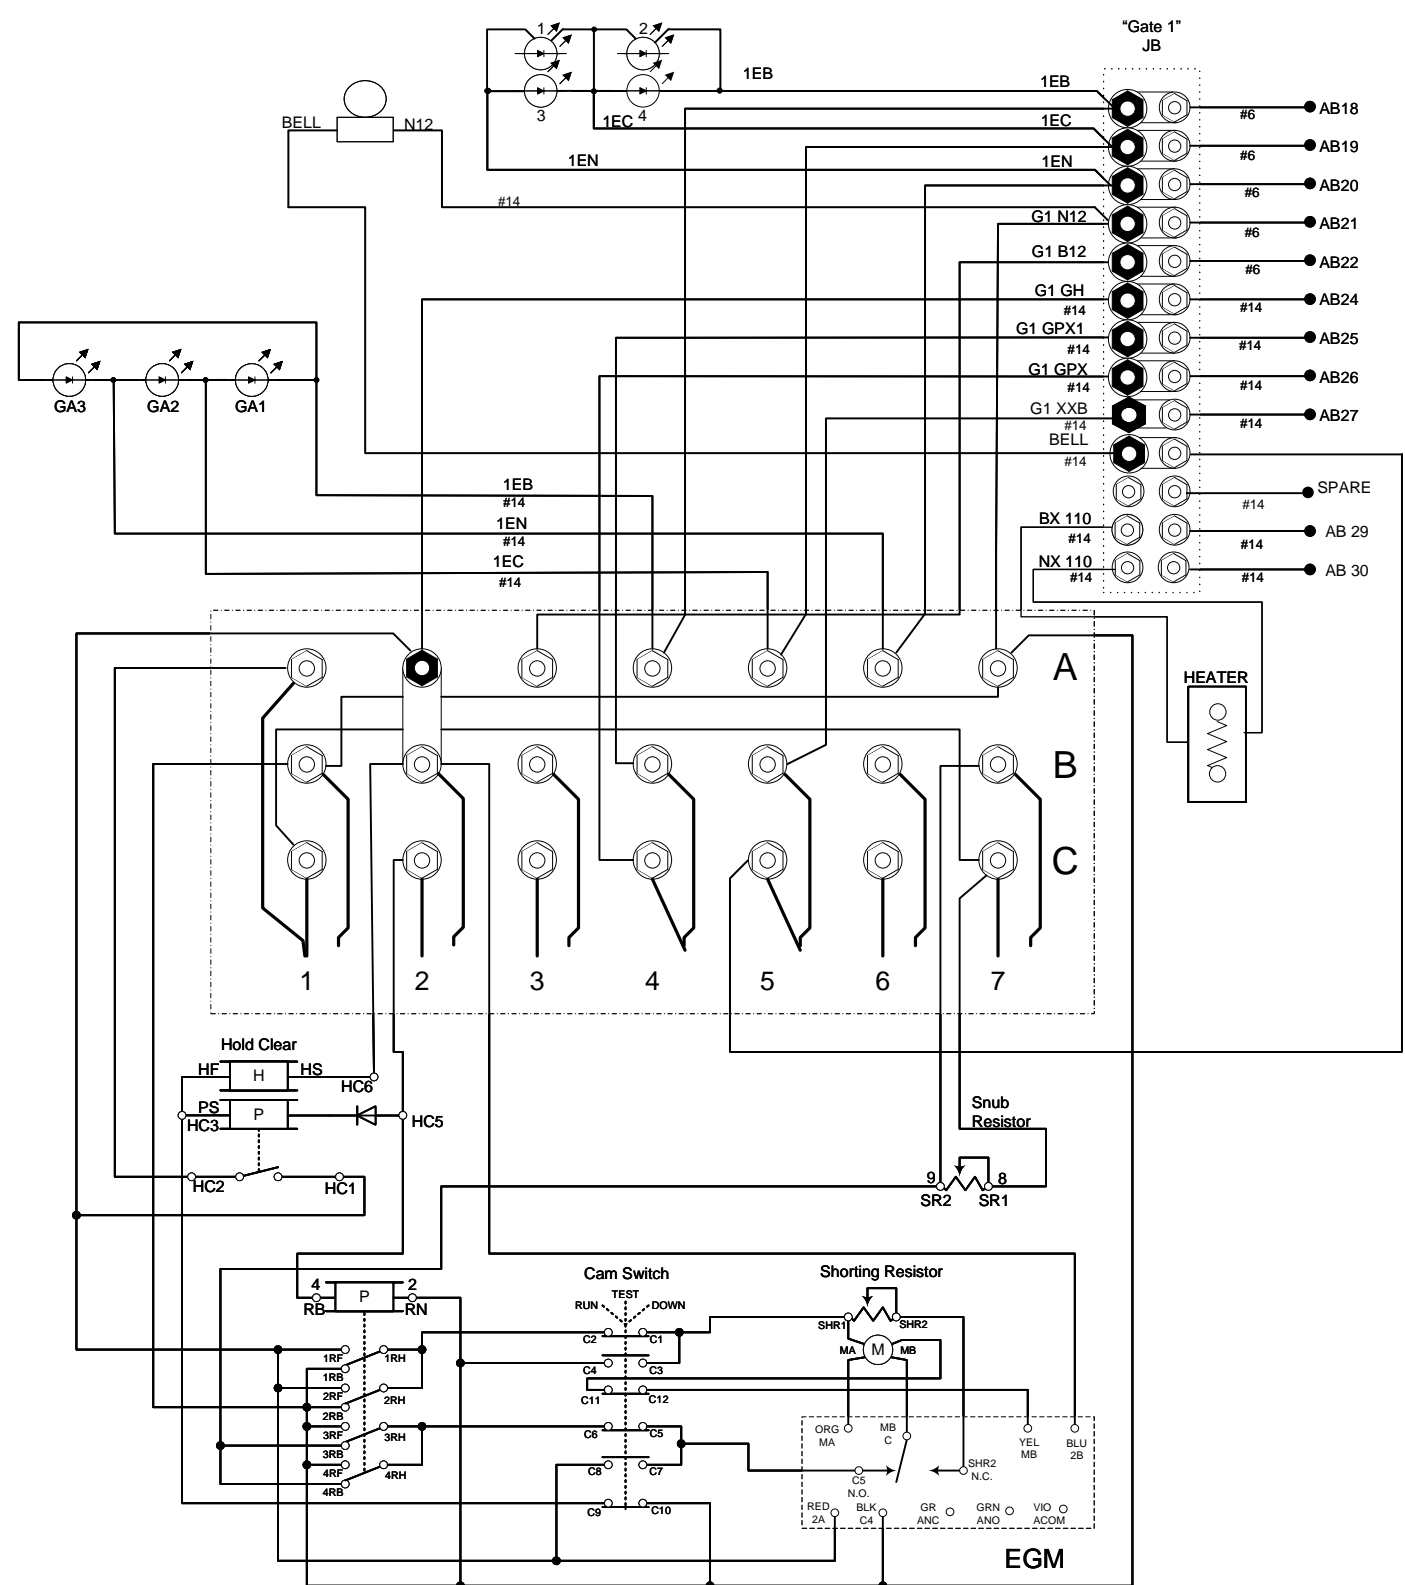 “Gate 1”
JB
1
2
3
4
1EB
1EB
AB18
#6
BELL
N12
1EC
1EC
AB19
#6
1EN
1EN
AB20
#6
#14
G1 N12
AB21
#6
G1 B12
AB22
#6
G1 GH
#14
AB24
#14
G1 GPX1
#14
AB25
#14
G1 GPX
#14
AB26
#14
GA3
GA2
GA1
G1 XXB
#14
AB27
#14
BELL
#14
1EB
#14
SPARE
#14
1EN
#14
BX 110
#14
AB 29
#14
1EC
#14
NX 110
#14
AB 30
#14
A
HEATER
B
C
1
2
3
4
5
6
7
Hold Clear
HF
H
HS
HC6
PS
HC3
P
HC5
Snub
Resistor
HC2
HC1
9
8
SR2
SR1
Cam Switch
Shorting Resistor
4
P
2
RB
RN
TEST
RUN
DOWN
SHR1
SHR2
C2
C1
MA
M
MB
1RF
1RH
1RB
C4
C3
2RF
2RH
2RB
C11
C12
3RF
3RH
3RB
C6
C5
ORG
MA
MB
C
YEL
MB
BLU
2B
4RF
4RH
4RB
C8
C7
C5
N.O.
SHR2
N.C.
C9
C10
RED
2A
BLK
C4
GR
ANC
GRN
ANO
VIO
ACOM
EGM